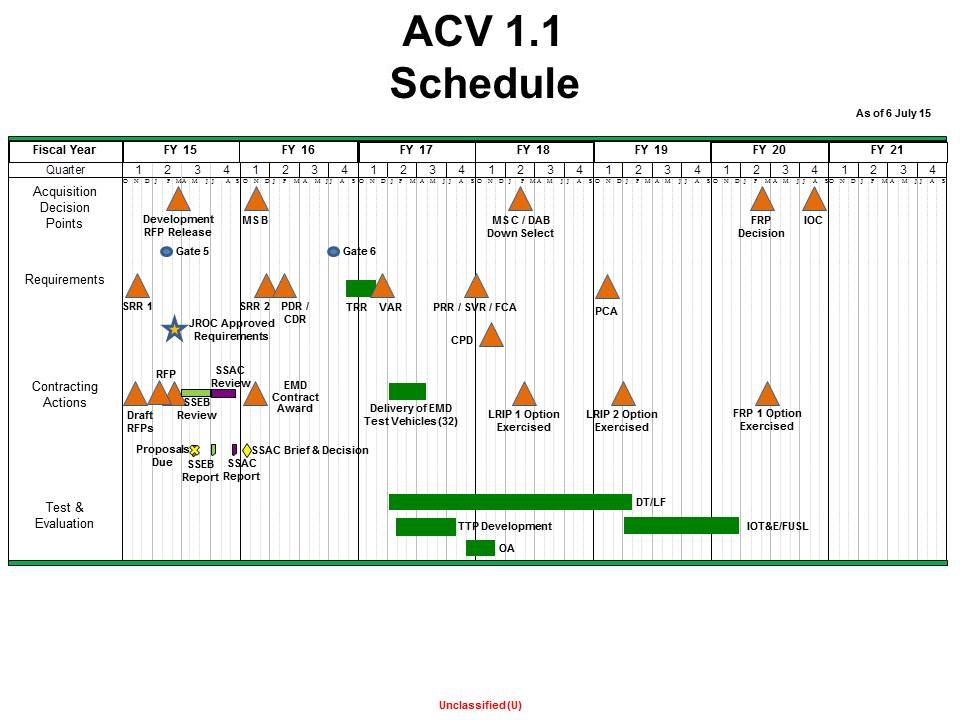 ACV 1.1
Schedule
As of 6 July 15
Fiscal Year FY 15 FY 16 FY 17 FY 18 FY 19 FY 20 FY 21
Quarter 1 2 3 4 1 2 3 4 1 2 3 4 1 2 3 4 1 2 3 4 1 2 3 4 1 2 3 4
O N D J F M A M J J A S O N D J F M A M J J A S O N D J F M A M J J A S O N D J F M A M J J A S O N D J F M A M J J A S O N D J F M A M J J A S O N D J F M A M J J A S
Acquisition
Decision
Points
Development
RFP Release
MS B
MS C / DAB
Down Select
FRP
Decision
IOC
Gate 5
Gate 6
Requirements
SRR 1
SRR 2
PDR /
CDR
TRR
VAR
PRR / SVR / FCA
PCA
JROC Approved
Requirements
CPD
Contracting
Actions
RFP
SSAC
Review
Draft
RFPs
SSEB
Review
EMD
Contract
Award
Delivery of EMD
Test Vehicles (32)
LRIP 1 Option
Exercised
LRIP 2 Option
Exercised
FRP 1 Option
Exercised
Proposals
Due
SSEB
Report
SSAC
Report
SSAC Brief & Decision
Test &
Evaluation
DT/LF
TTP Development
IOT&E/FUSL
OA
Unclassified (U)